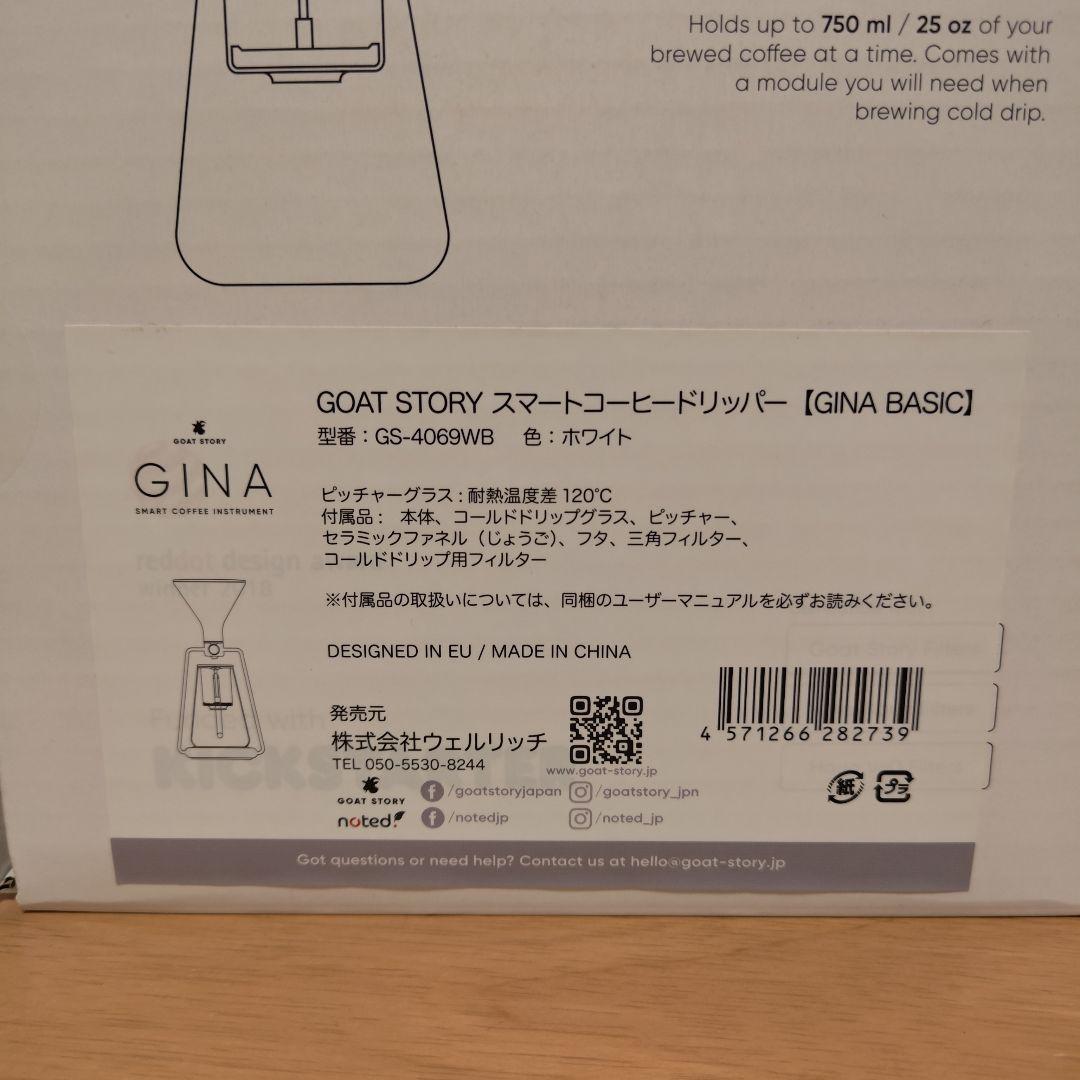 Holds up to 750 ml / 25 oz of your
brewed coffee at a time. Comes with
a module you will need when
brewing cold drip.
GOAT STORY
GINA
SMART COFFEE INSTRUMENT
GOAT STORY スマートコーヒードリッパー【GINA BASIC】
型番：GS-4069WB 色：ホワイト
ピッチャーグラス：耐熱温度差 120℃
付属品： 本体、コールドドリップグラス、ピッチャー、
セラミックファネル（じょうご）、フタ、三角フィルター、
コールドドリップ用フィルター
※付属品の取扱いについては、同梱のユーザーマニュアルを必ずお読みください。
reddot design
winner 2018
DESIGNED IN EU / MADE IN CHINA
Goat Story Filters
発売元
株式会社ウェルリッチ
TEL 050-5530-8244
www.goat-story.jp
4 571266 282739
GOAT STORY
/goatstoryjapan
/goatstory_jpn
noted.
/notedjp
/noted_jp
紙
プラ
Got questions or need help? Contact us at hello@goat-story.jp